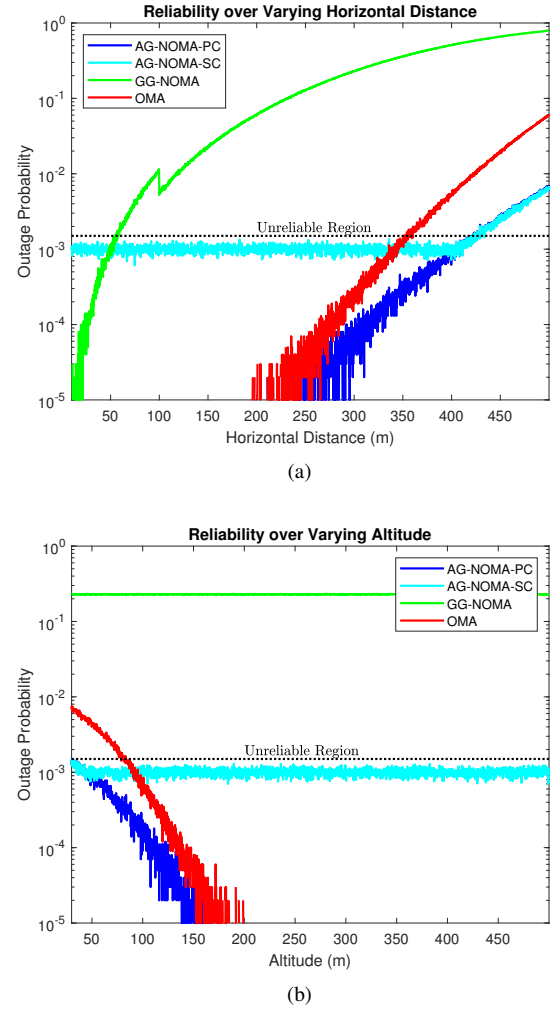 Reliability over Varying Horizontal Distance
10^0
AG-NOMA-PC
AG-NOMA-SC
GG-NOMA
OMA
10^-1
10^-2
Unreliable Region
10^-3
10^-4
10^-5
Outage Probability
50 100 150 200 250 300 350 400 450
Horizontal Distance (m)
(a)
Reliability over Varying Altitude
10^0
AG-NOMA-PC
AG-NOMA-SC
GG-NOMA
OMA
10^-1
10^-2
Unreliable Region
10^-3
10^-4
10^-5
Outage Probability
50 100 150 200 250 300 350 400 450
Altitude (m)
(b)